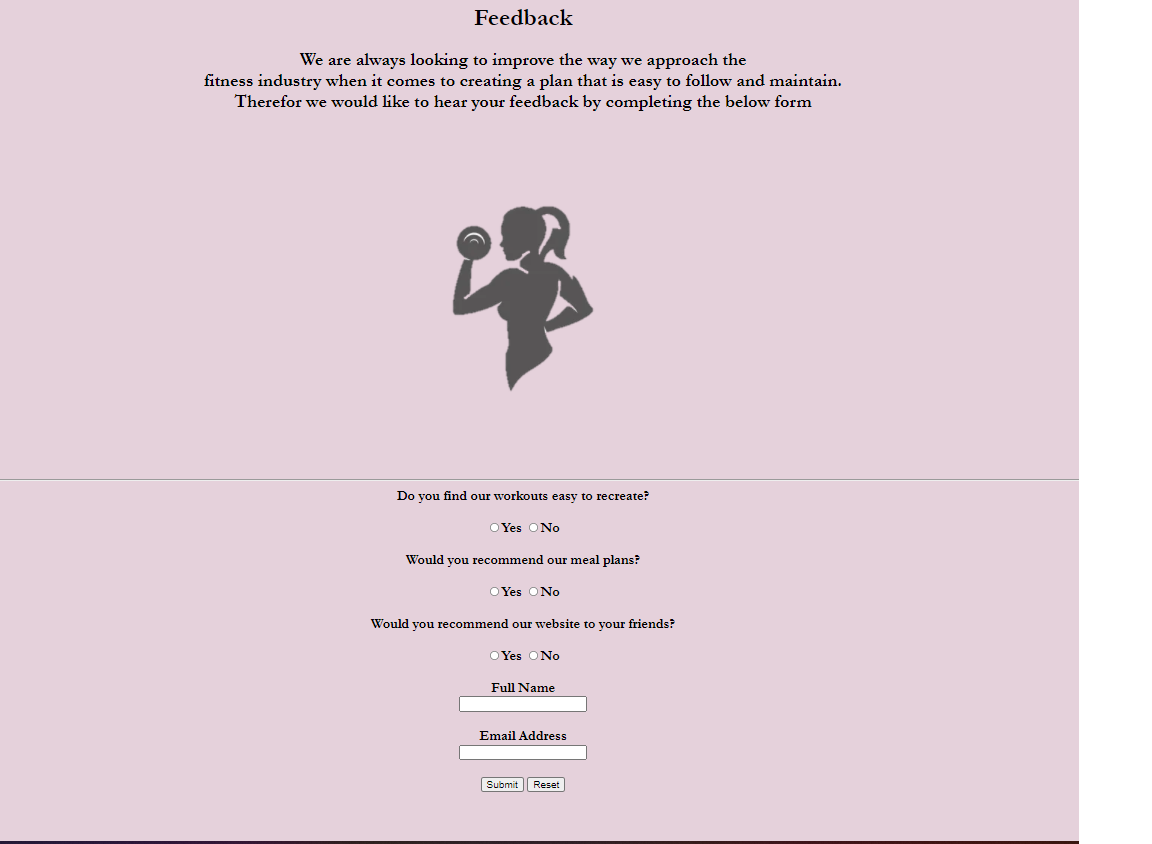 Feedback
We are always looking to improve the way we approach the
fitness industry when it comes to creating a plan that is easy to follow and maintain.
Therefor we would like to hear your feedback by completing the below form
Do you find our workouts easy to recreate?
Yes No
Would you recommend our meal plans?
Yes No
Would you recommend our website to your friends?
Yes No
Full Name
Email Address
Submit Reset